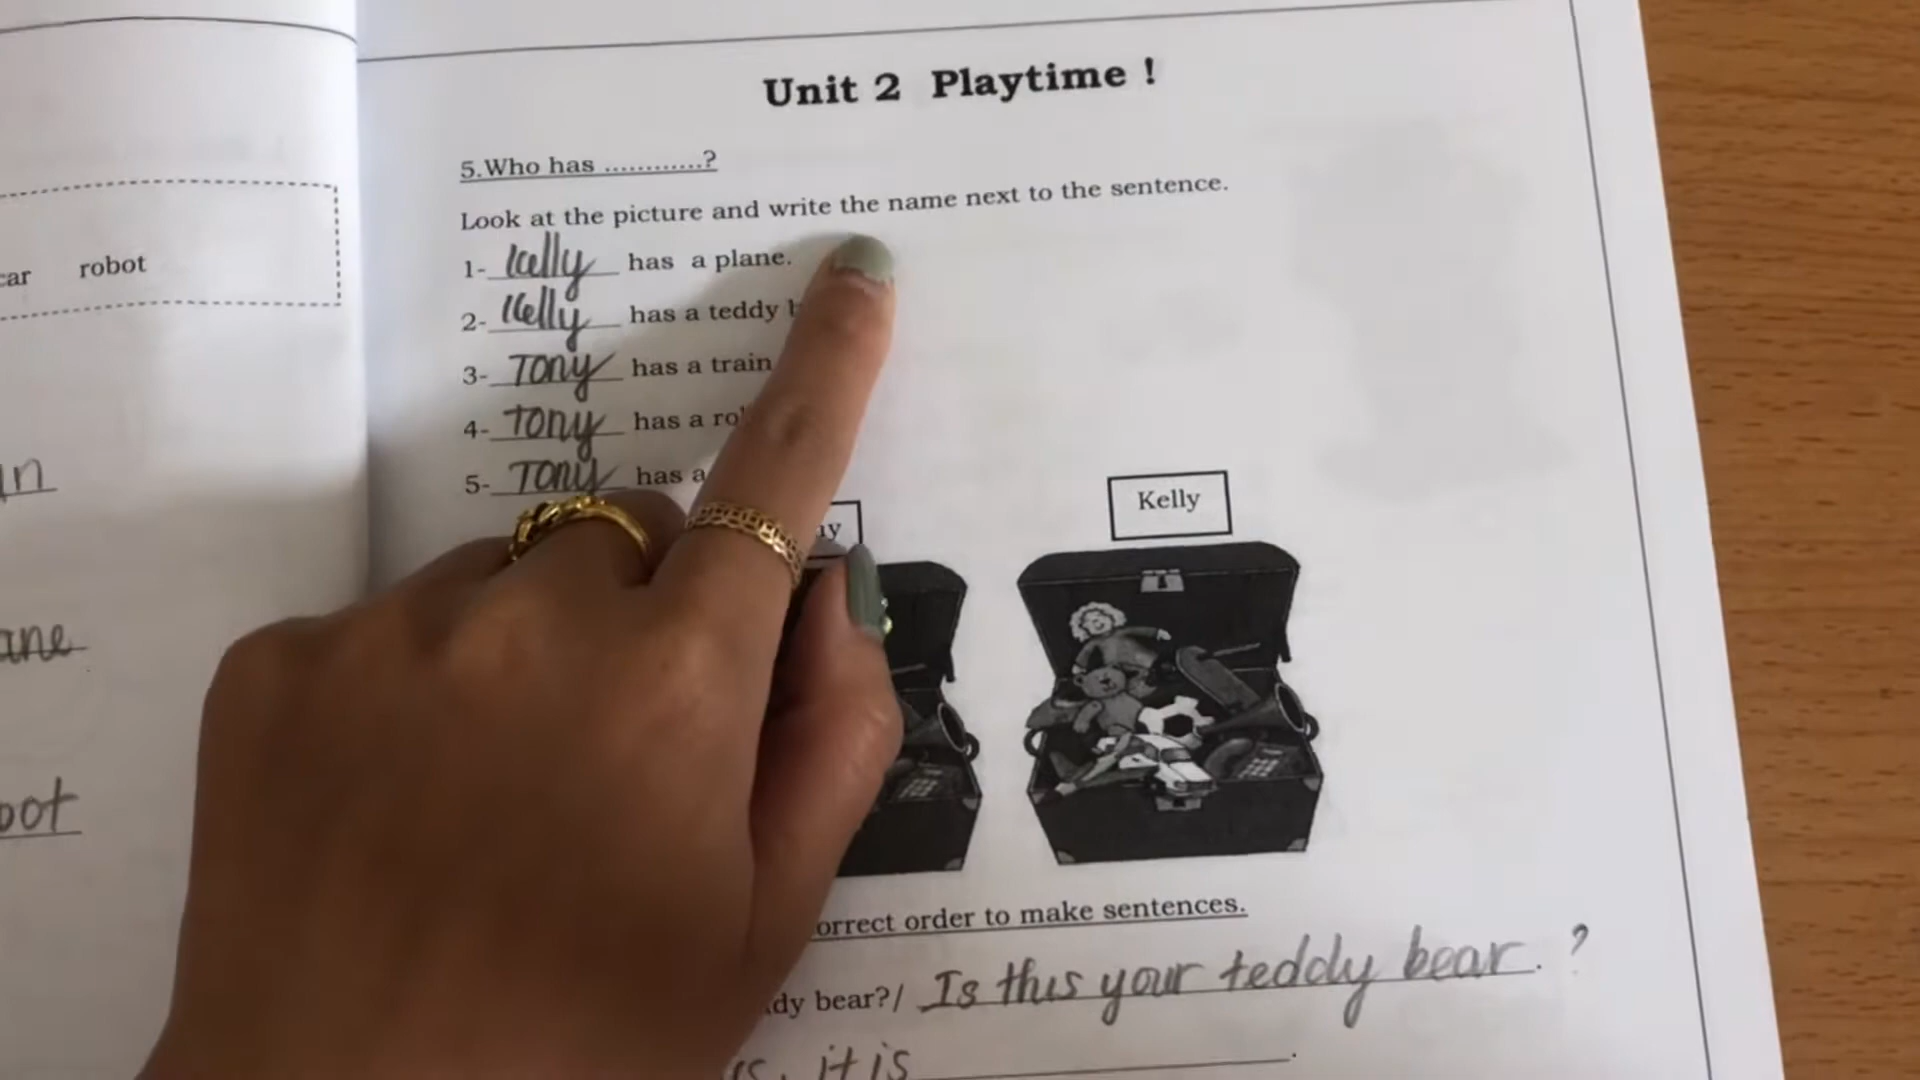 Unit 2 Playtime !
5.Who has ............?
Look at the picture and write the name next to the sentence.
1- Kelly has a plane.
2- Kelly has a teddy
3- Tony has a train
4- Tony has a
5- Tony has a
car robot
Kelly
order to make sentences.
bear?/ Is this your teddy bear. ?
it is